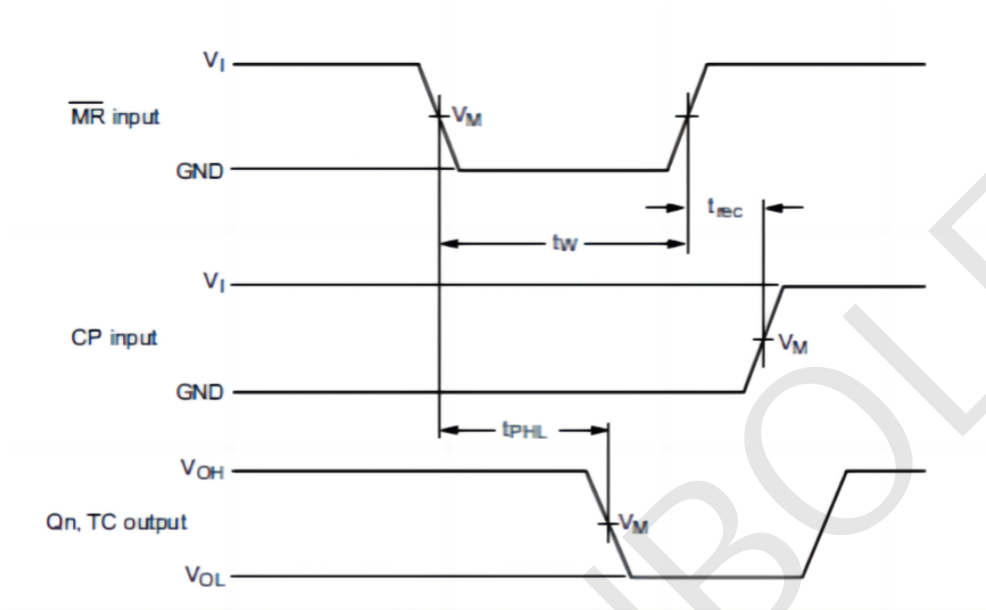 VI
MR input
VM
GND
trec
tW
VI
CP input
VM
GND
tPHL
VOH
Qn, TC output
VM
VOL